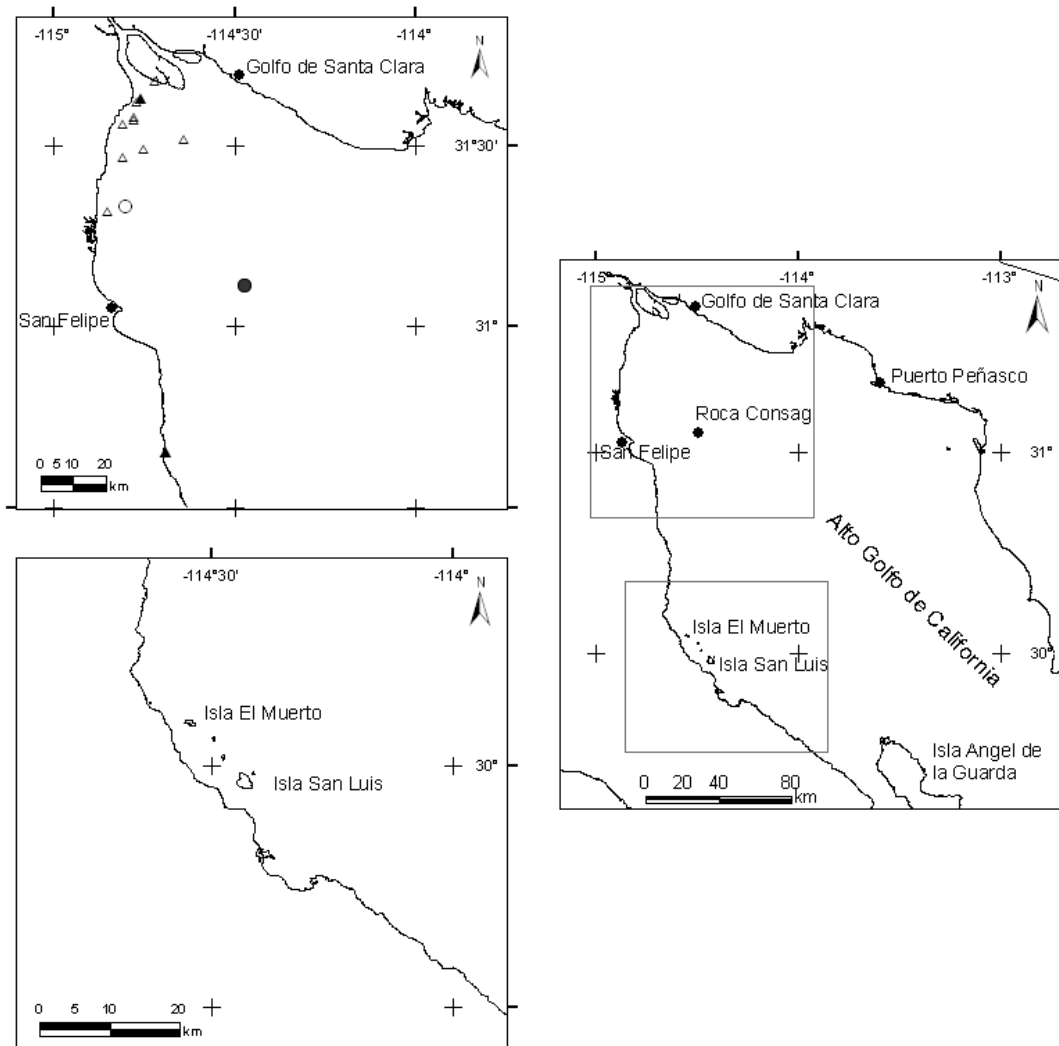 -115°
-114°30'
-114°
N
Golfo de Santa Clara
31°30'
San Felipe
31°
0 5 10 20
km
-114°30'
-114°
N
Isla El Muerto
30°
Isla San Luis
0 5 10 20
km
-115°
-114°
-113°
N
Golfo de Santa Clara
Puerto Peñasco
Roca Consag
San Felipe
31°
Alto Golfo de California
Isla El Muerto
30°
Isla San Luis
Isla Angel de
la Guarda
0 20 40 80
km